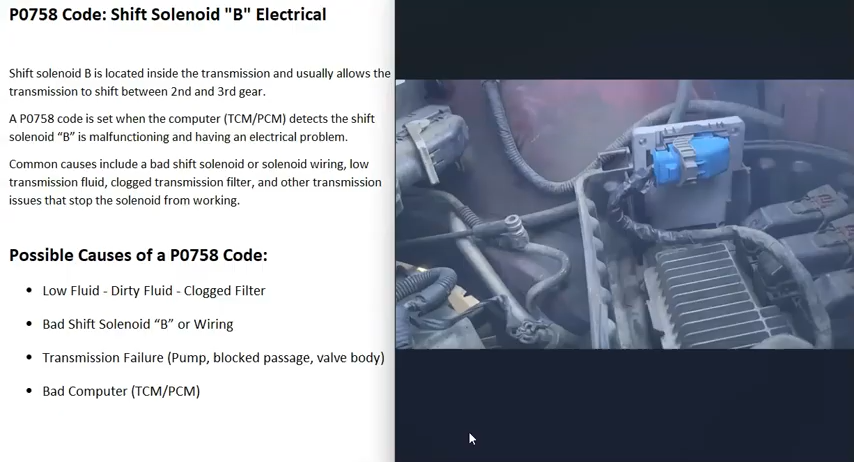 P0758 Code: Shift Solenoid "B" Electrical
Shift solenoid B is located inside the transmission and usually allows the
transmission to shift between 2nd and 3rd gear.
A P0758 code is set when the computer (TCM/PCM) detects the shift
solenoid “B” is malfunctioning and having an electrical problem.
Common causes include a bad shift solenoid or solenoid wiring, low
transmission fluid, clogged transmission filter, and other transmission
issues that stop the solenoid from working.
Possible Causes of a P0758 Code:
• Low Fluid - Dirty Fluid - Clogged Filter
• Bad Shift Solenoid “B” or Wiring
• Transmission Failure (Pump, blocked passage, valve body)
• Bad Computer (TCM/PCM)